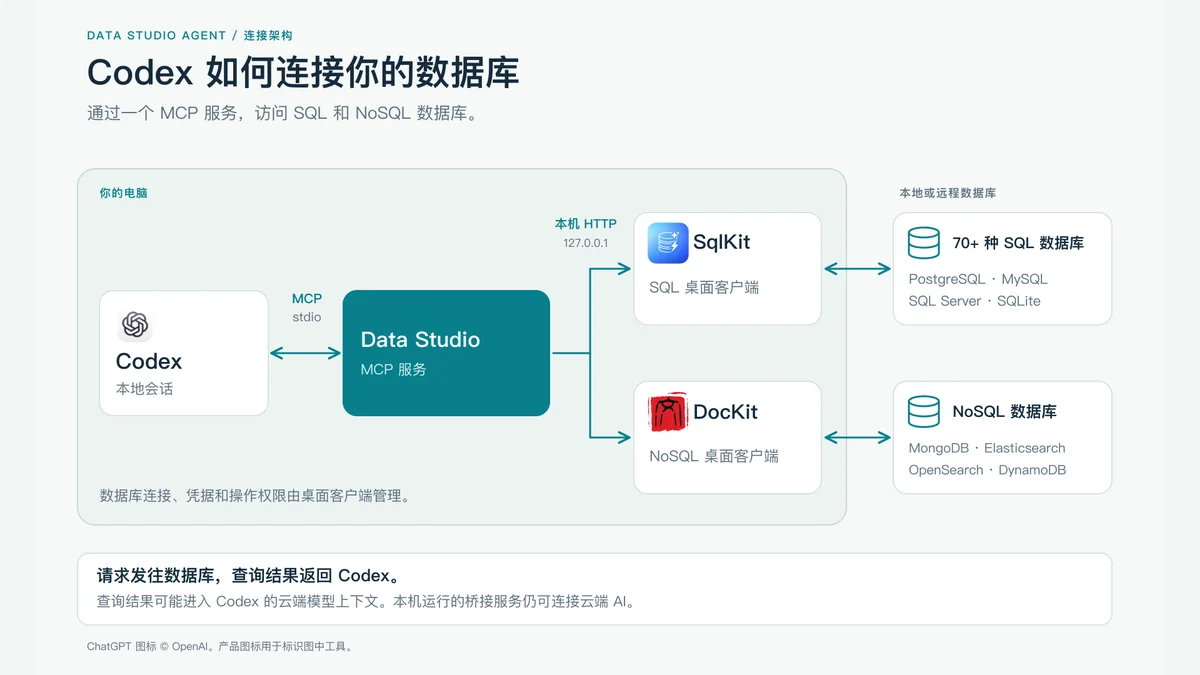 DATA STUDIO AGENT / 连接架构
Codex 如何连接你的数据库
通过一个 MCP 服务，访问 SQL 和 NoSQL 数据库。
你的电脑
本地或远程数据库
本机 HTTP
127.0.0.1
SqlKit
SQL 桌面客户端
70+ 种 SQL 数据库
PostgreSQL · MySQL
SQL Server · SQLite
MCP
stdio
Codex
本地会话
Data Studio
MCP 服务
DocKit
NoSQL 桌面客户端
NoSQL 数据库
MongoDB · Elasticsearch
OpenSearch · DynamoDB
数据库连接、凭据和操作权限由桌面客户端管理。
请求发往数据库，查询结果返回 Codex。
查询结果可能进入 Codex 的云端模型上下文。本机运行的桥接服务仍可连接云端 AI。
ChatGPT 图标 © OpenAI。产品图标用于标识图中工具。